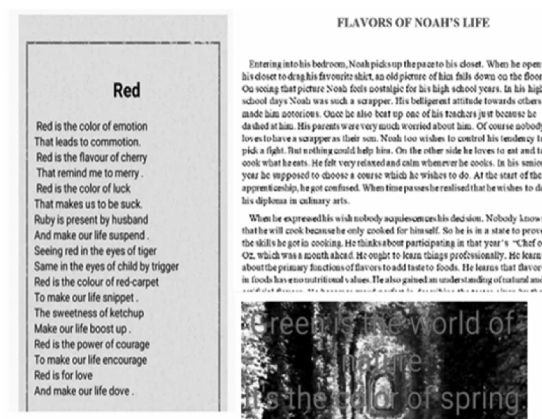 Red
Red is the color of emotion
That leads to commotion.
Red is the flavour of cherry
That remind me to merry .
Red is the color of luck
That makes us to be suck.
Ruby is present by husband
And make our life suspend .
Seeing red in the eyes of tiger
Same in the eyes of child by trigger
Red is the colour of red-carpet
To make our life snippet .
The sweetness of ketchup
Make our life boost up .
Red is the power of courage
To make our life encourage
Red is for love
And make our life dove .
FLAVORS OF NOAH'S LIFE
Entering into his bedroom, Noah picks up the pace to his closet. When he open
his closet to drag his favourite shirt, an old picture of him falls down on the floor
On seeing that picture Noah feels nostalgic for his high school years. In his high
school days Noah was such a scrapper. His belligerent attitude towards others
made him notorious. Once he also beat up one of his teachers just because he
dashed at him. His parents were very much worried about him. Of course nobody
loves to have a scrapper as their son. Noah too wishes to control his tendency to
pick a fight. But nothing could help him. On the other side he loves to eat and to
cook what he eats. He felt very relaxed and calm whenever he cooks. In his senior
year he supposed to choose a course which he wishes to do. At the start of the
apprenticeship, he got confused. When time passes he realised that he wishes to do
his diploma in culinary arts.
When he expressed his wish nobody acquiescences his decision. Nobody know
that he will cook because he only cooked for himself. So he is in a state to prove
the skills he got in cooking. He thinks about participating in that year's "Chef o
Oz, which was a month ahead. He ought to learn things professionally. He learn
about the primary functions of flavors to add taste to foods. He learns that flavor
in foods have no nutritional values. He also gained an understanding of natural and
Green is the world of
the color of spring